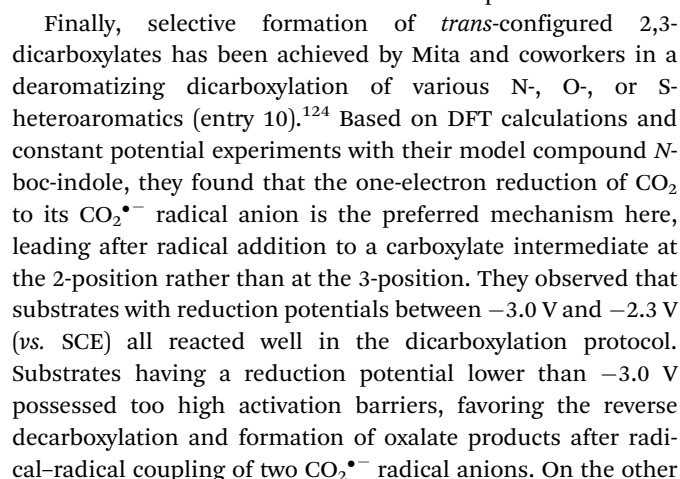 Finally, selective formation of trans-configured 2,3-
dicarboxylates has been achieved by Mita and coworkers in a
dearomatizing dicarboxylation of various N-, O-, or S-
heteroaromatics (entry 10).¹²⁴ Based on DFT calculations and
constant potential experiments with their model compound N-
boc-indole, they found that the one-electron reduction of CO₂
to its CO₂•⁻ radical anion is the preferred mechanism here,
leading after radical addition to a carboxylate intermediate at
the 2-position rather than at the 3-position. They observed that
substrates with reduction potentials between −3.0 V and −2.3 V
(vs. SCE) all reacted well in the dicarboxylation protocol.
Substrates having a reduction potential lower than −3.0 V
possessed too high activation barriers, favoring the reverse
decarboxylation and formation of oxalate products after radi-
cal–radical coupling of two CO₂•⁻ radical anions. On the other